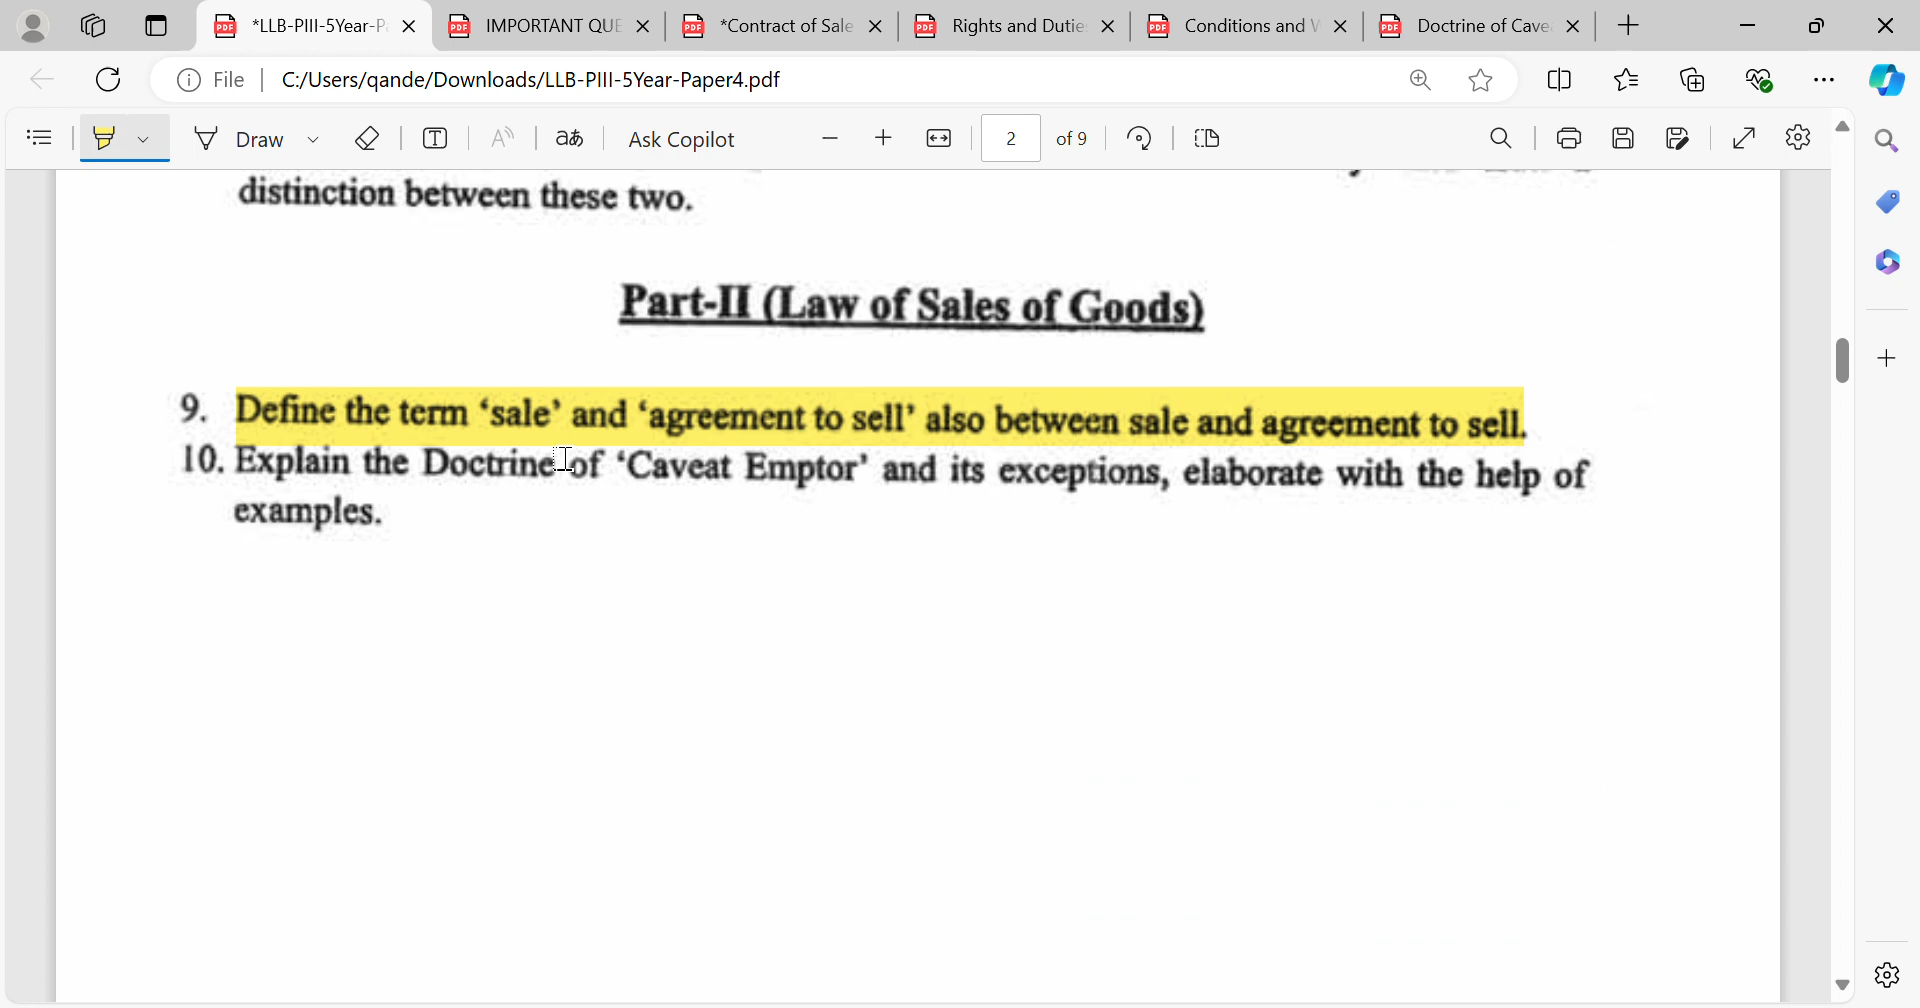 *LLB-PIII-5Year-P
IMPORTANT QUE
*Contract of Sale
Rights and Dutie
Conditions and W
Doctrine of Cave
File
C:/Users/qande/Downloads/LLB-PIII-5Year-Paper4.pdf
Draw
Ask Copilot
2
of 9
distinction between these two.
Part-II (Law of Sales of Goods)
9. Define the term ‘sale’ and ‘agreement to sell’ also between sale and agreement to sell.
10. Explain the Doctrine of ‘Caveat Emptor’ and its exceptions, elaborate with the help of
examples.